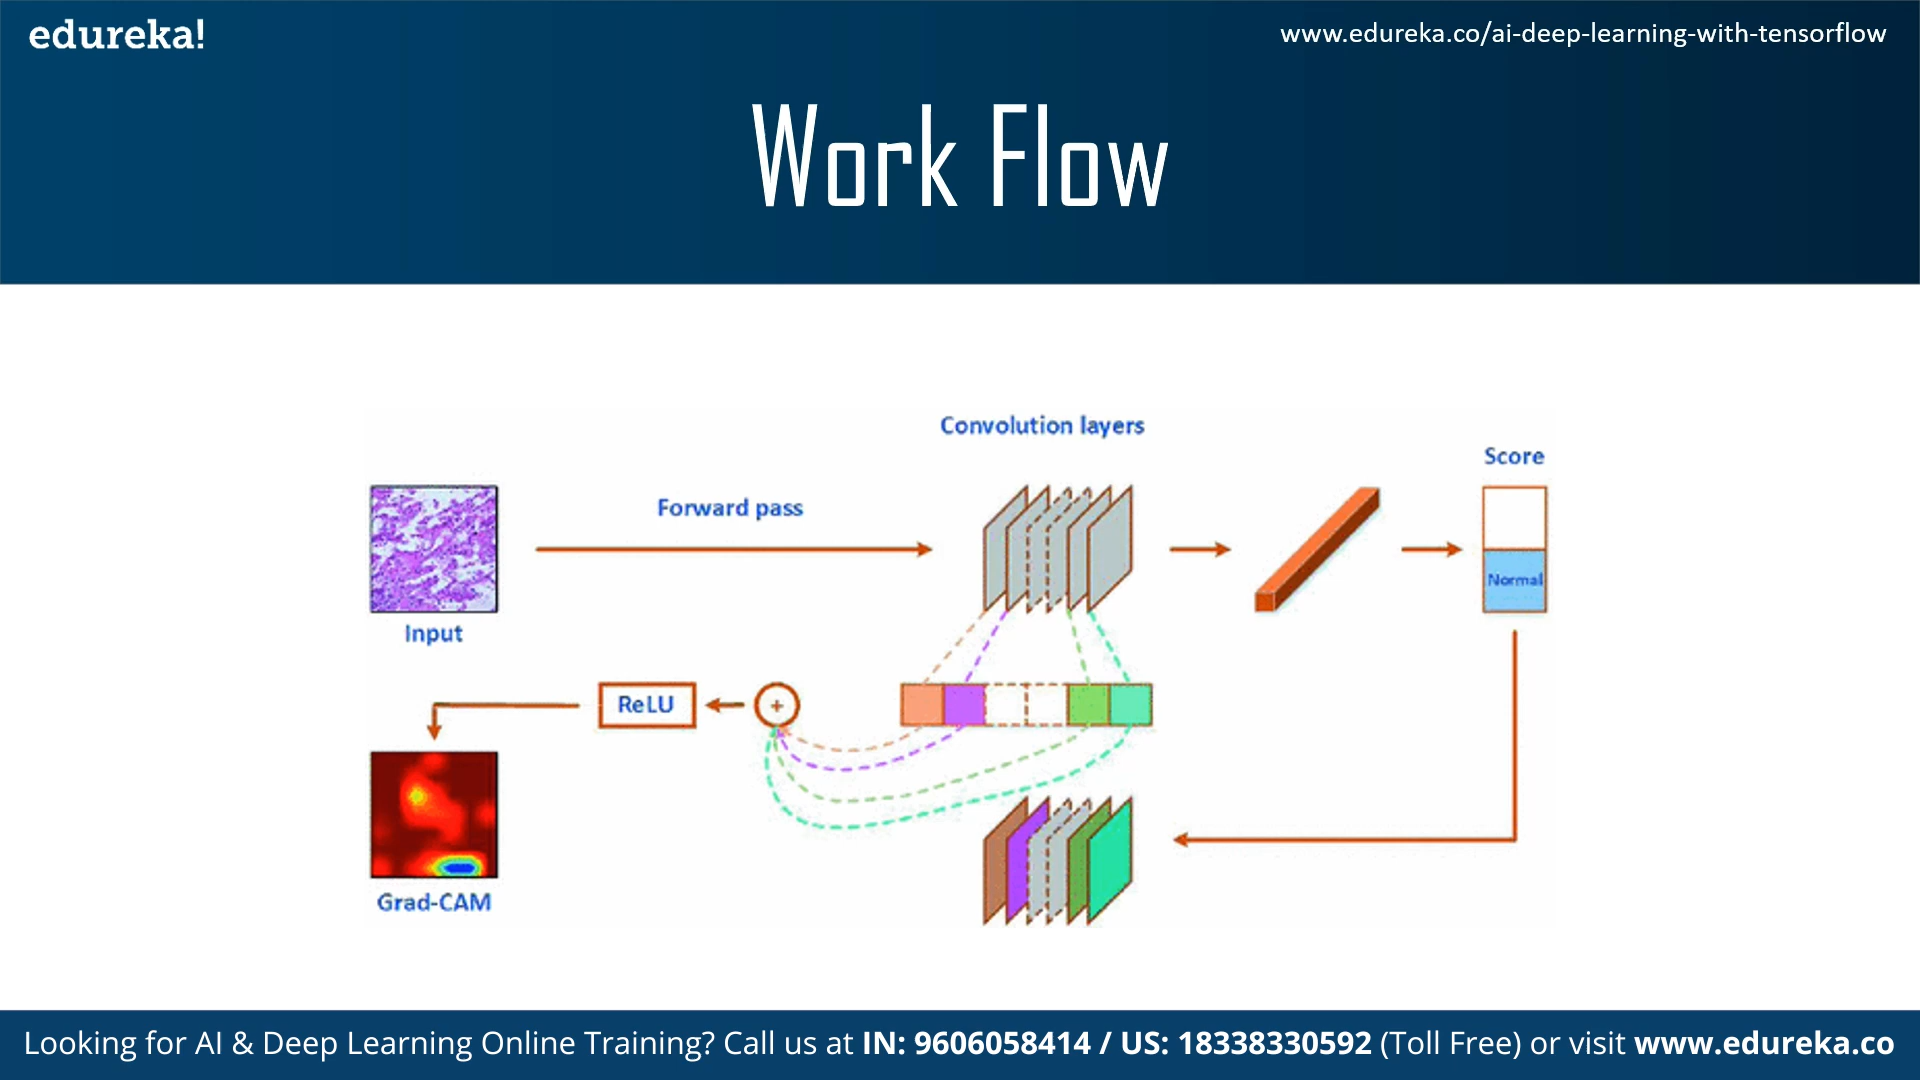 edureka!
www.edureka.co/ai-deep-learning-with-tensorflow
Work Flow
Convolution layers
Score
Forward pass
Normal
Input
ReLU
+
Grad-CAM
Looking for AI & Deep Learning Online Training? Call us at IN: 9606058414 / US: 18338330592 (Toll Free) or visit www.edureka.co